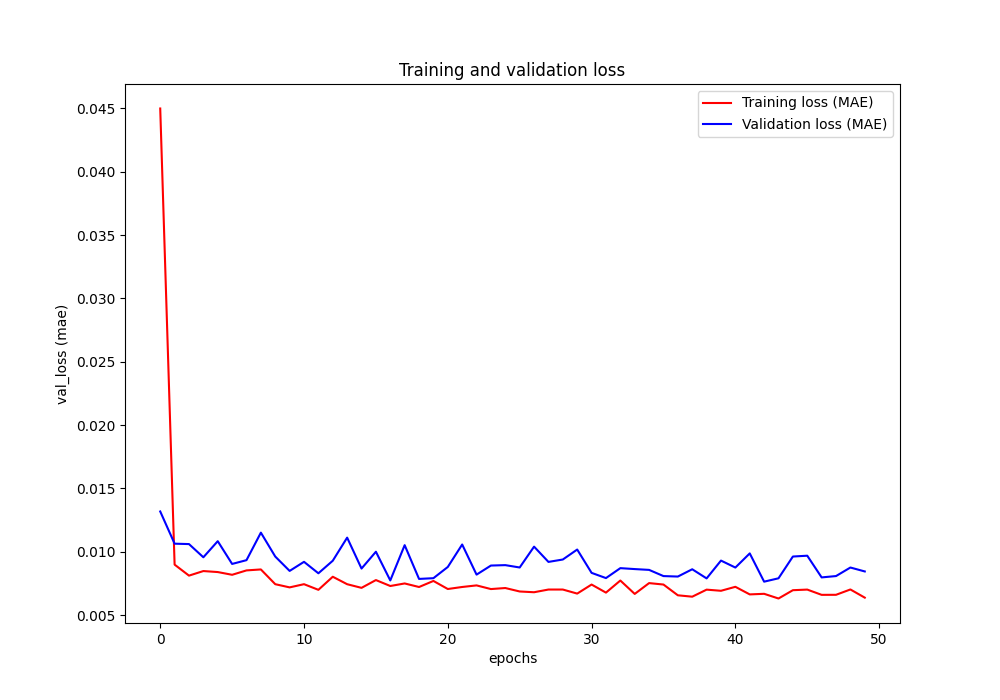 Training and validation loss
Training loss (MAE)
Validation loss (MAE)
0.045
0.040
0.035
0.030
0.025
0.020
0.015
0.010
0.005
val_loss (mae)
0 10 20 30 40 50
epochs